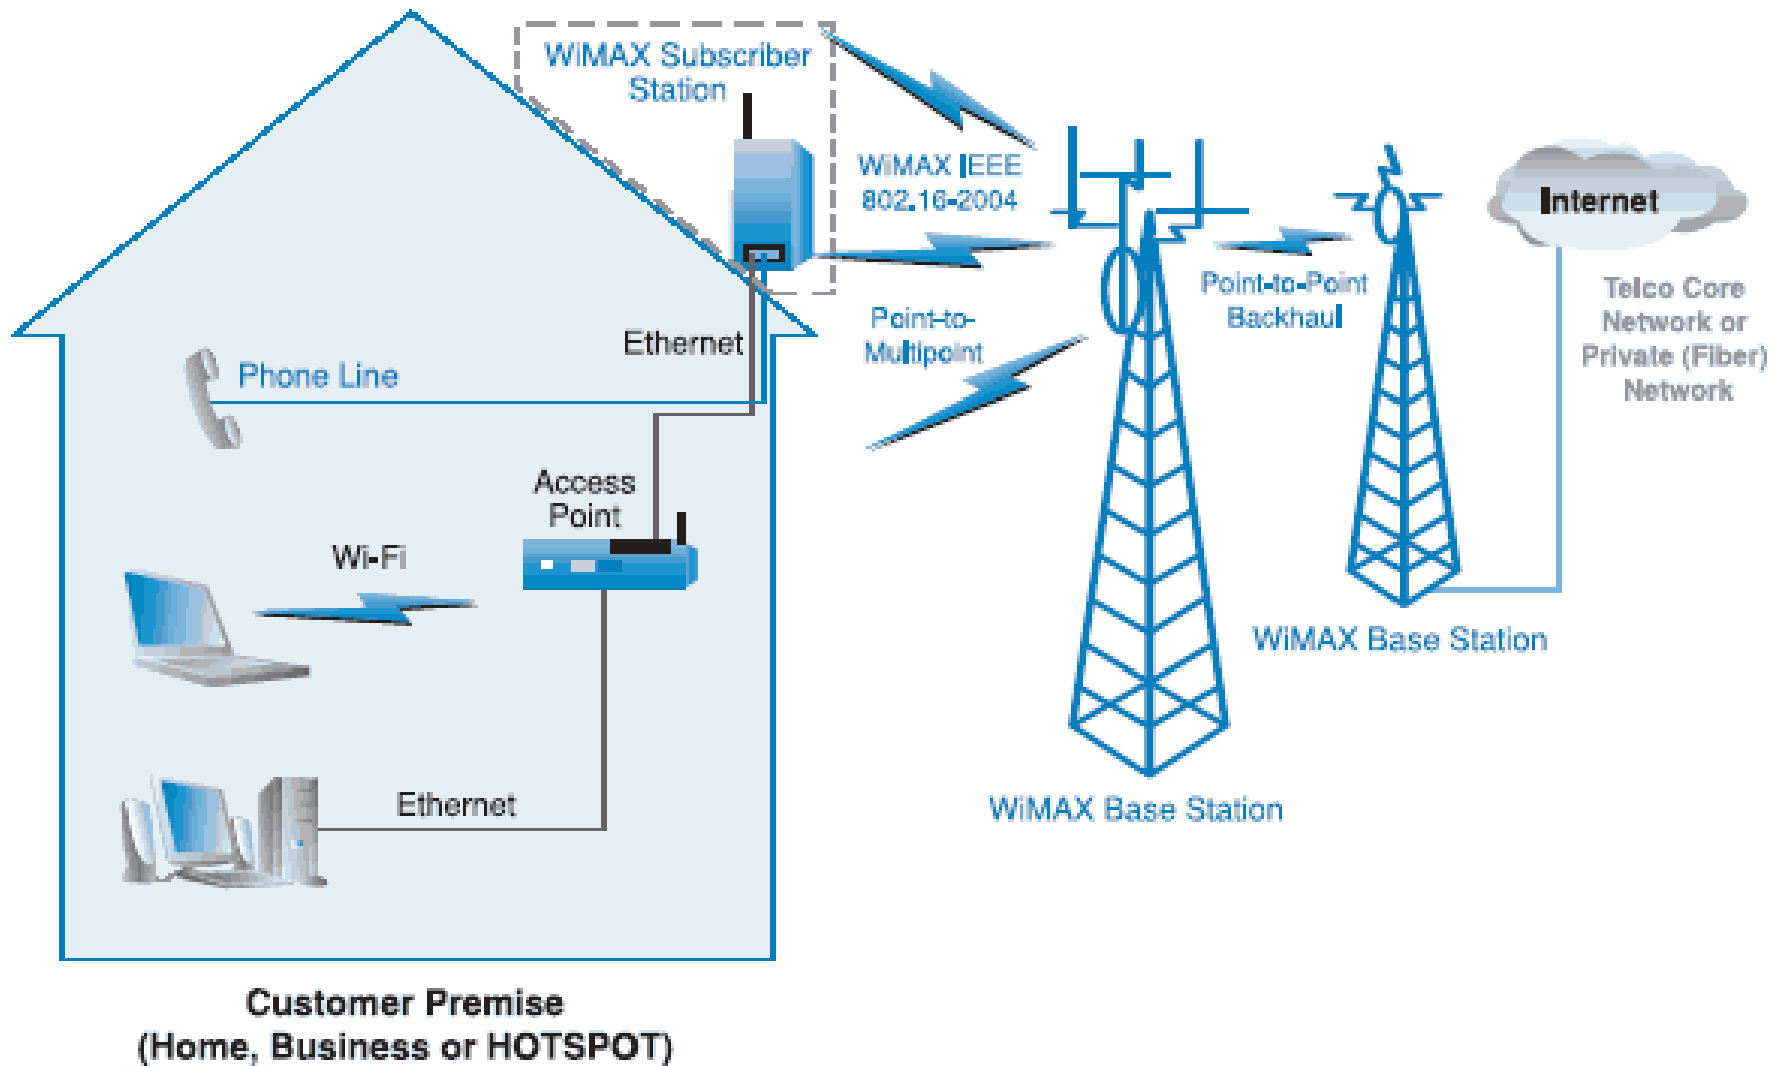 WiMAX Subscriber
Station
WiMAX IEEE
802.16-2004
Internet
Point-to-Point
Backhaul
Telco Core
Network or
Private (Fiber)
Network
Point-to-
Multipoint
Ethernet
Phone Line
Access
Point
Wi-Fi
WiMAX Base Station
Ethernet
WiMAX Base Station
Customer Premise
(Home, Business or HOTSPOT)